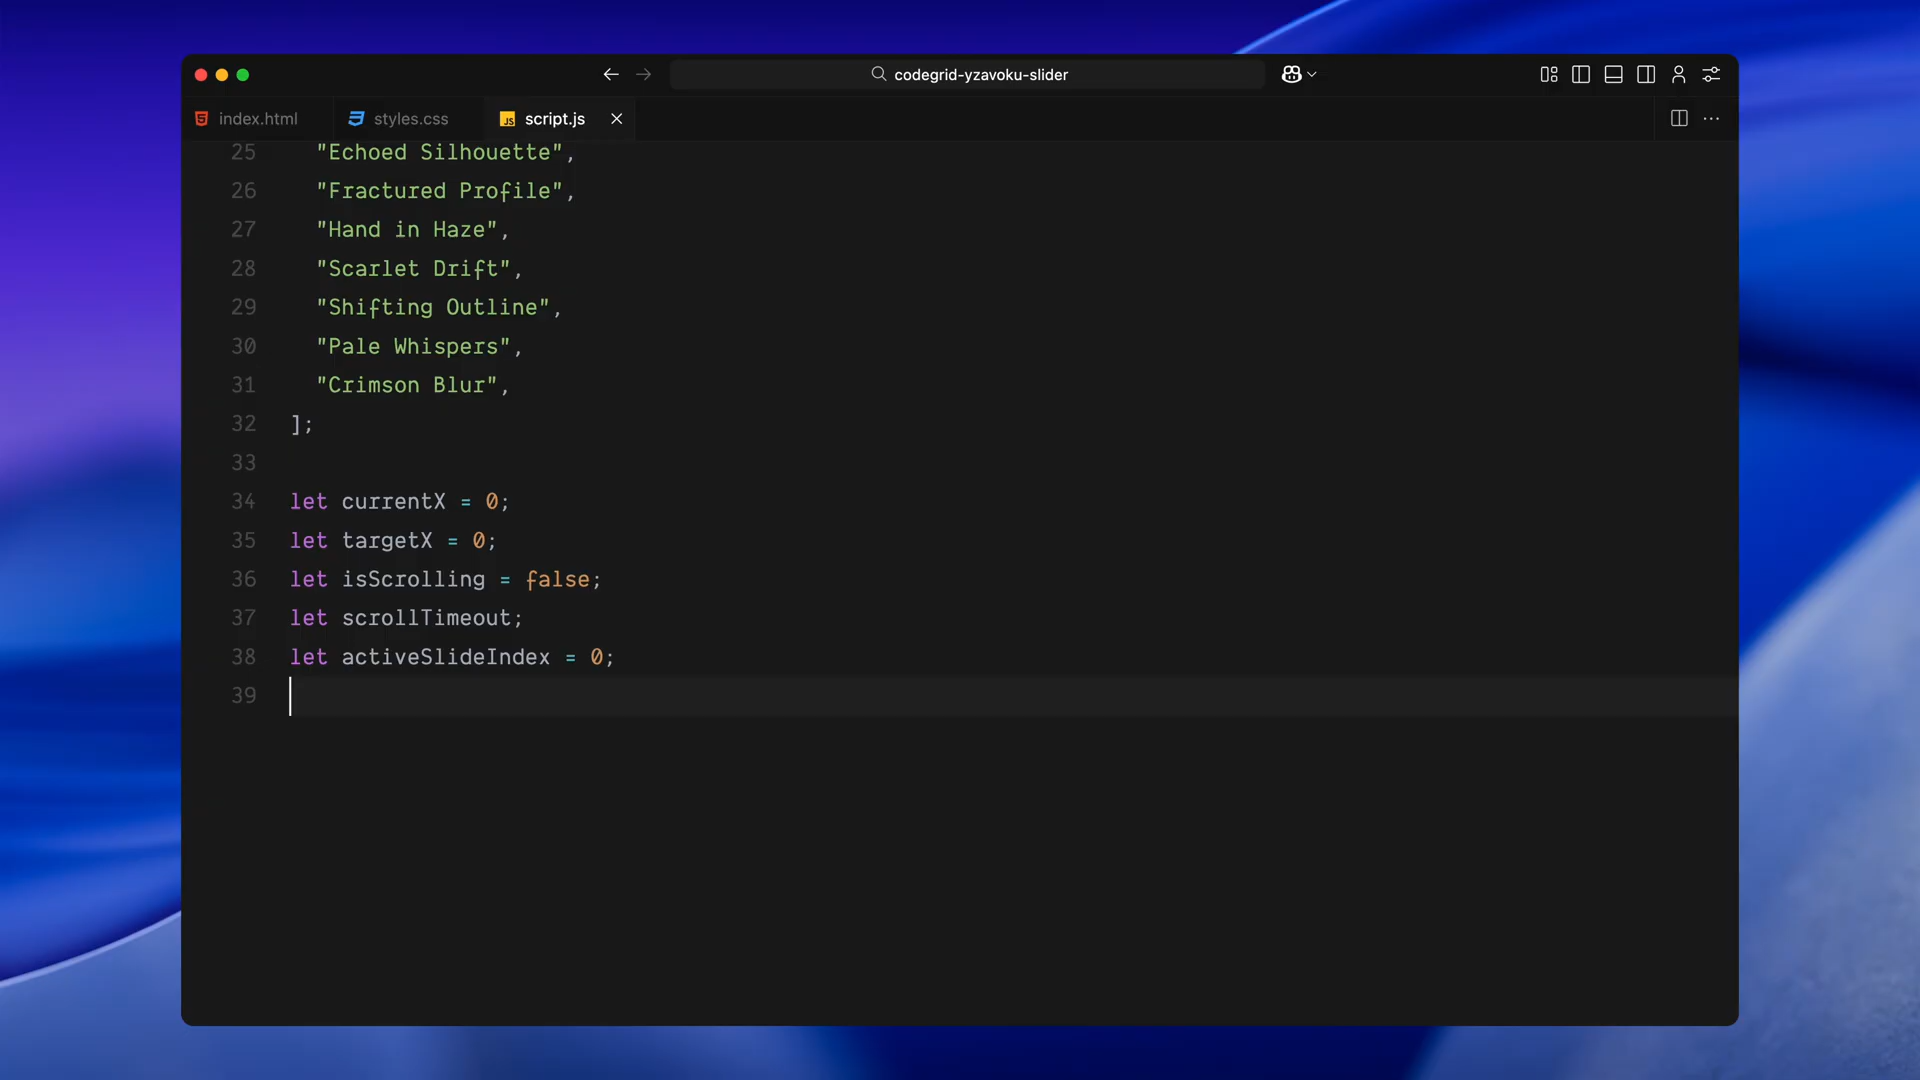 codegrid-yzavoku-slider
index.html
styles.css
JS script.js
25 "Echoed Silhouette",
26 "Fractured Profile",
27 "Hand in Haze",
28 "Scarlet Drift",
29 "Shifting Outline",
30 "Pale Whispers",
31 "Crimson Blur",
32 ];
33
34 let currentX = 0;
35 let targetX = 0;
36 let isScrolling = false;
37 let scrollTimeout;
38 let activeSlideIndex = 0;
39